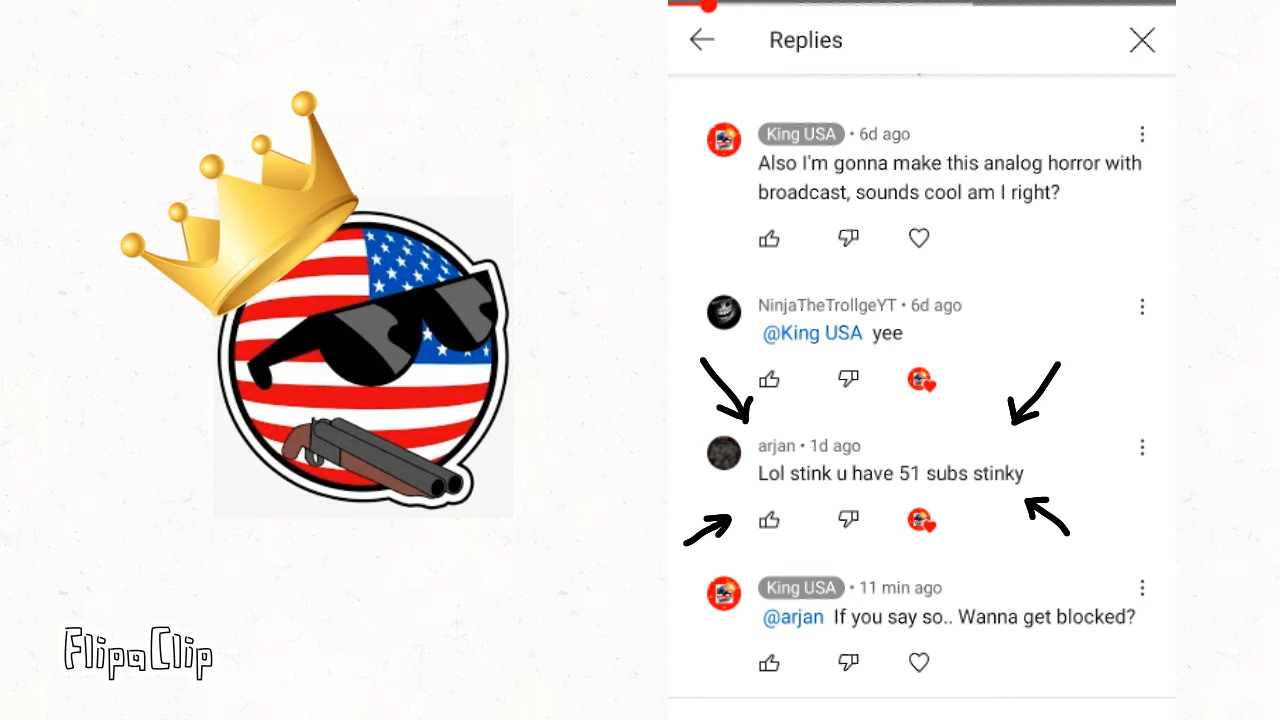 Replies
King USA • 6d ago
Also I'm gonna make this analog horror with
broadcast, sounds cool am I right?
NinjaTheTrollgeYT • 6d ago
@King USA yee
arjan • 1d ago
Lol stink u have 51 subs stinky
King USA • 11 min ago
@arjan If you say so.. Wanna get blocked?
FlipaClip